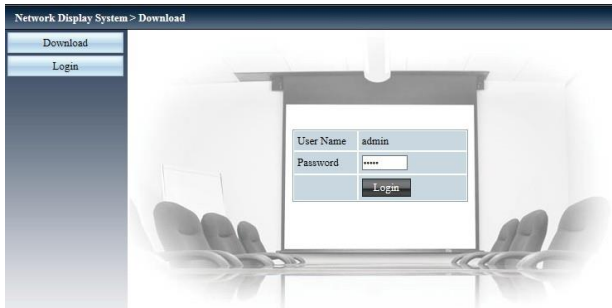 Network Display System > Download
Download
Login
User Name admin
Password •••••
Login